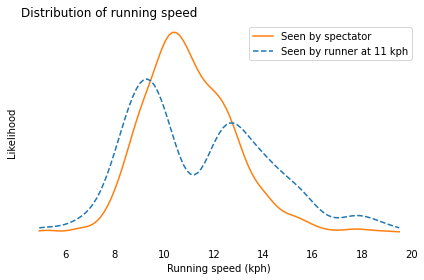 Distribution of running speed
Seen by spectator
Seen by runner at 11 kph
Likelihood
6 8 10 12 14 16 18 20
Running speed (kph)